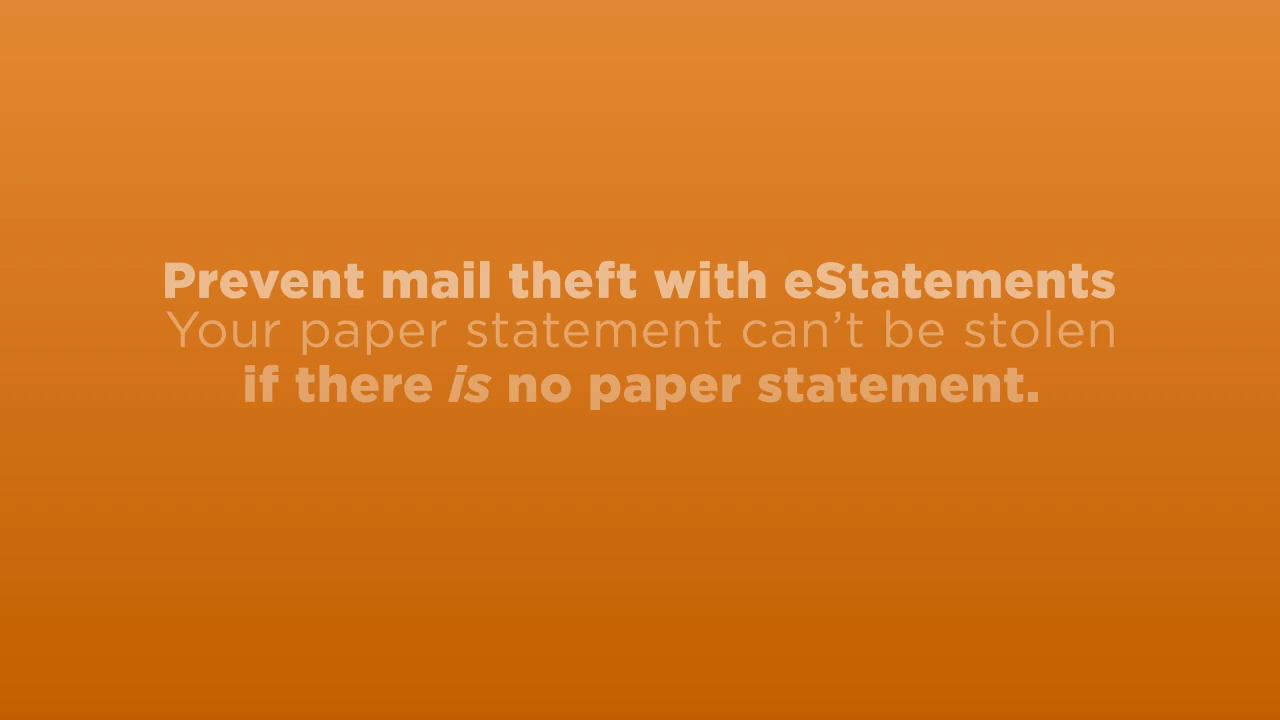 Prevent mail theft with eStatements
Your paper statement can’t be stolen
if there is no paper statement.